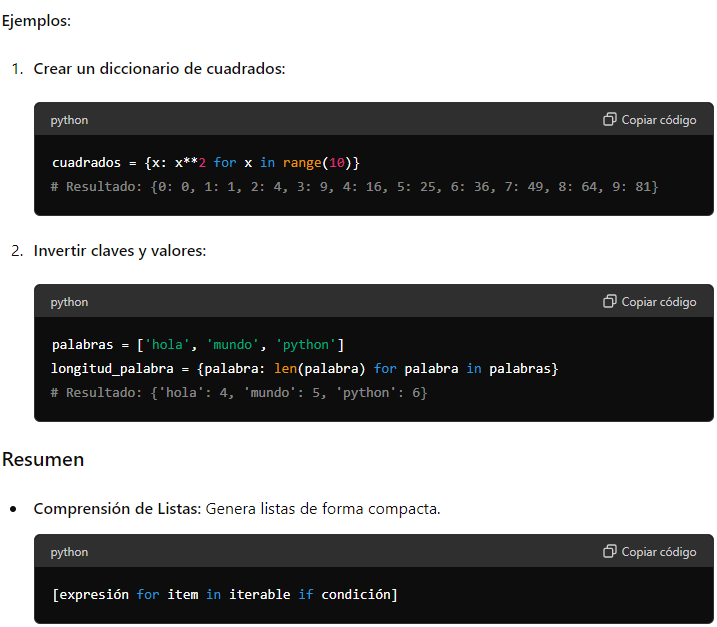 Ejemplos:
1. Crear un diccionario de cuadrados:
python Copiar código
cuadrados = {x: x**2 for x in range(10)}
# Resultado: {0: 0, 1: 1, 2: 4, 3: 9, 4: 16, 5: 25, 6: 36, 7: 49, 8: 64, 9: 81}
2. Invertir claves y valores:
python Copiar código
palabras = ['hola', 'mundo', 'python']
longitud_palabra = {palabra: len(palabra) for palabra in palabras}
# Resultado: {'hola': 4, 'mundo': 5, 'python': 6}
Resumen
• Comprensión de Listas: Genera listas de forma compacta.
python Copiar código
[expresión for item in iterable if condición]